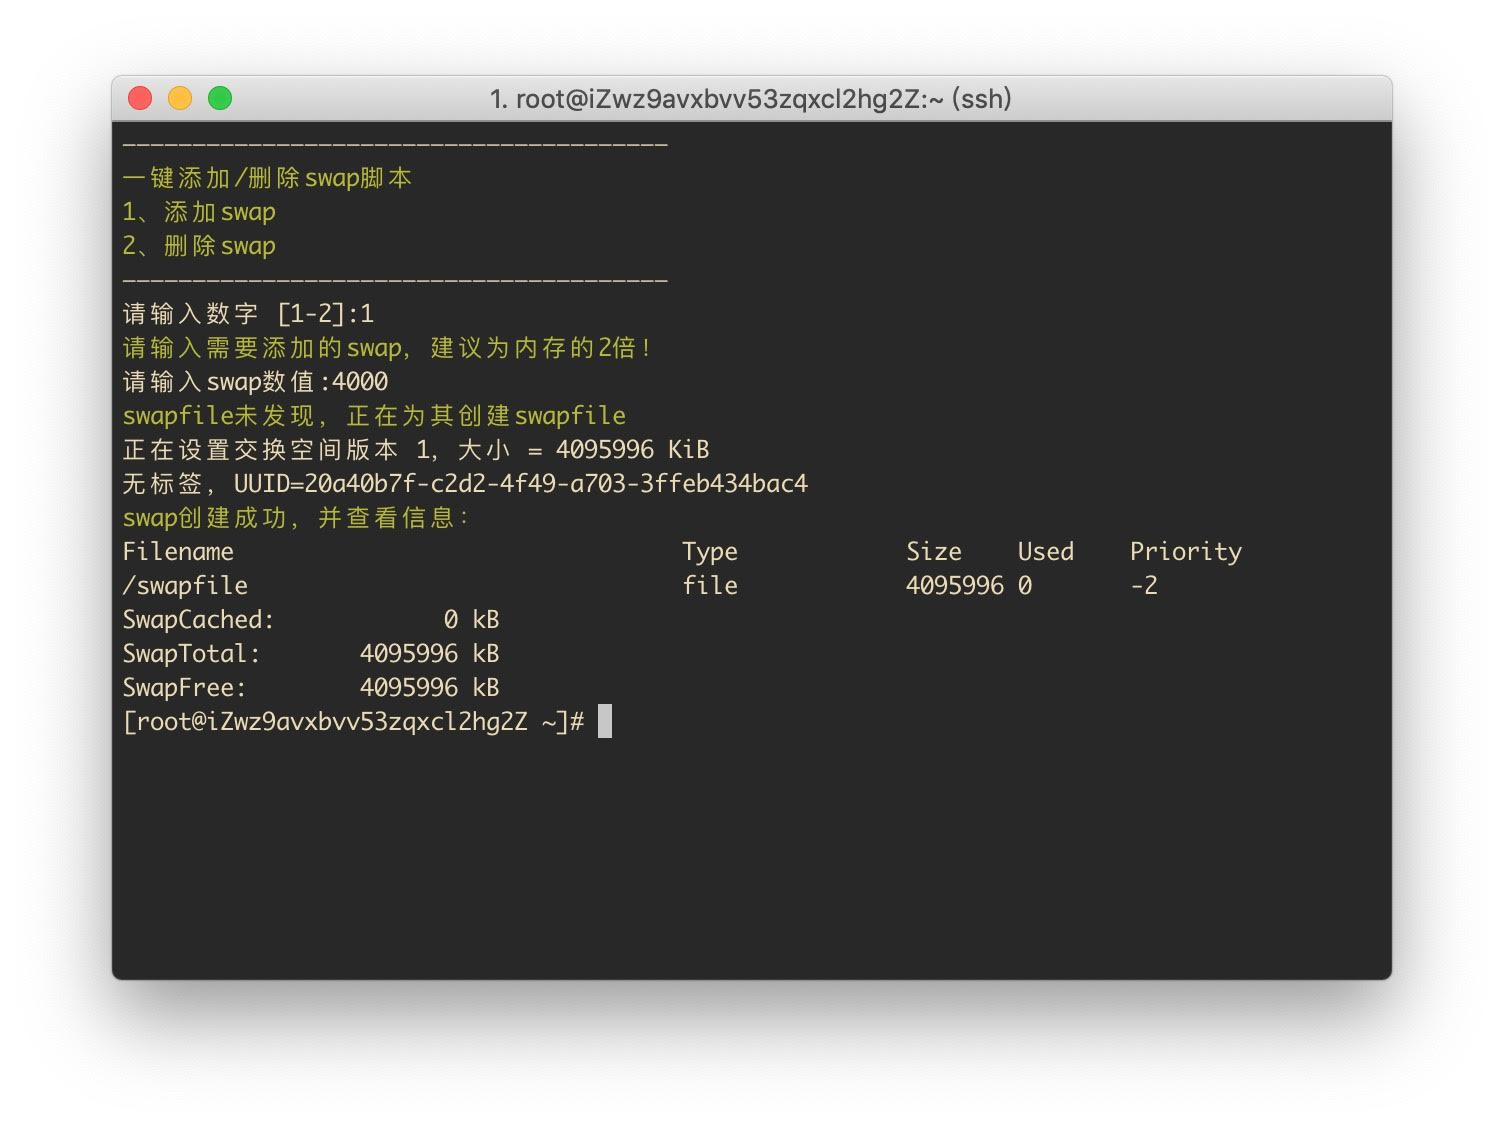 1. root@iZwz9avxbvv53zqxcl2hg2Z:~ (ssh)
———————————————————————————————————————
一键添加/删除swap脚本
1、添加swap
2、删除swap
———————————————————————————————————————
请输入数字 [1-2]:1
请输入需要添加的swap，建议为内存的2倍！
请输入swap数值:4000
swapfile未发现，正在为其创建swapfile
正在设置交换空间版本 1，大小 = 4095996 KiB
无标签，UUID=20a40b7f-c2d2-4f49-a703-3ffeb434bac4
swap创建成功，并查看信息：
Filename Type Size Used Priority
/swapfile file 4095996 0 -2
SwapCached: 0 kB
SwapTotal: 4095996 kB
SwapFree: 4095996 kB
[root@iZwz9avxbvv53zqxcl2hg2Z ~]#